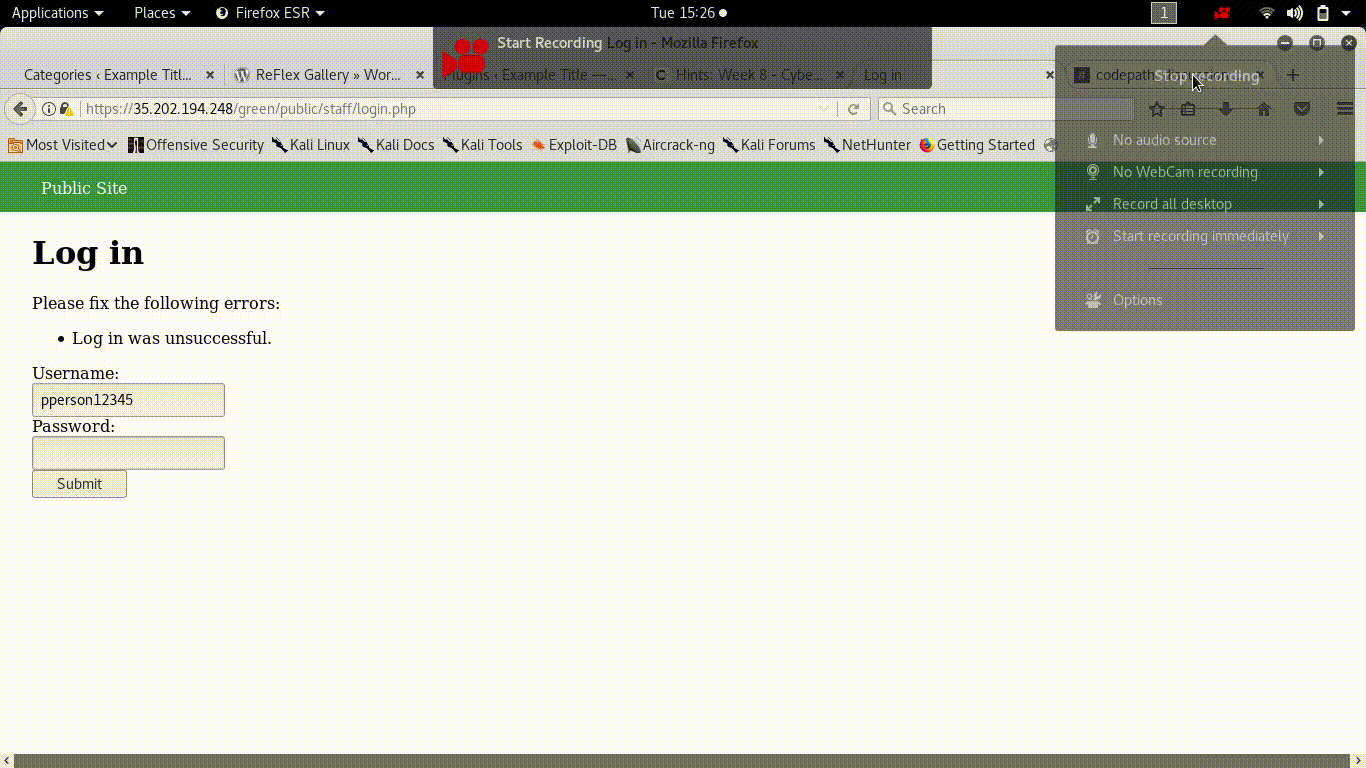 Applications Places Firefox ESR Tue 15:26 1
Start Recording Log in - Mozilla Firefox
Categories ‹ Example Titl... ReFlex Gallery » Wor... Plugins ‹ Example Title —... Hints: Week 8 - Cybe... Log in codepath
Stop recording
https://35.202.194.248/green/public/staff/login.php Search
Most Visited Offensive Security Kali Linux Kali Docs Kali Tools Exploit-DB Aircrack-ng Kali Forums NetHunter Getting Started
No audio source
No WebCam recording
Record all desktop
Start recording immediately
Options
Public Site
Log in
Please fix the following errors:
• Log in was unsuccessful.
Username:
pperson12345
Password:
Submit